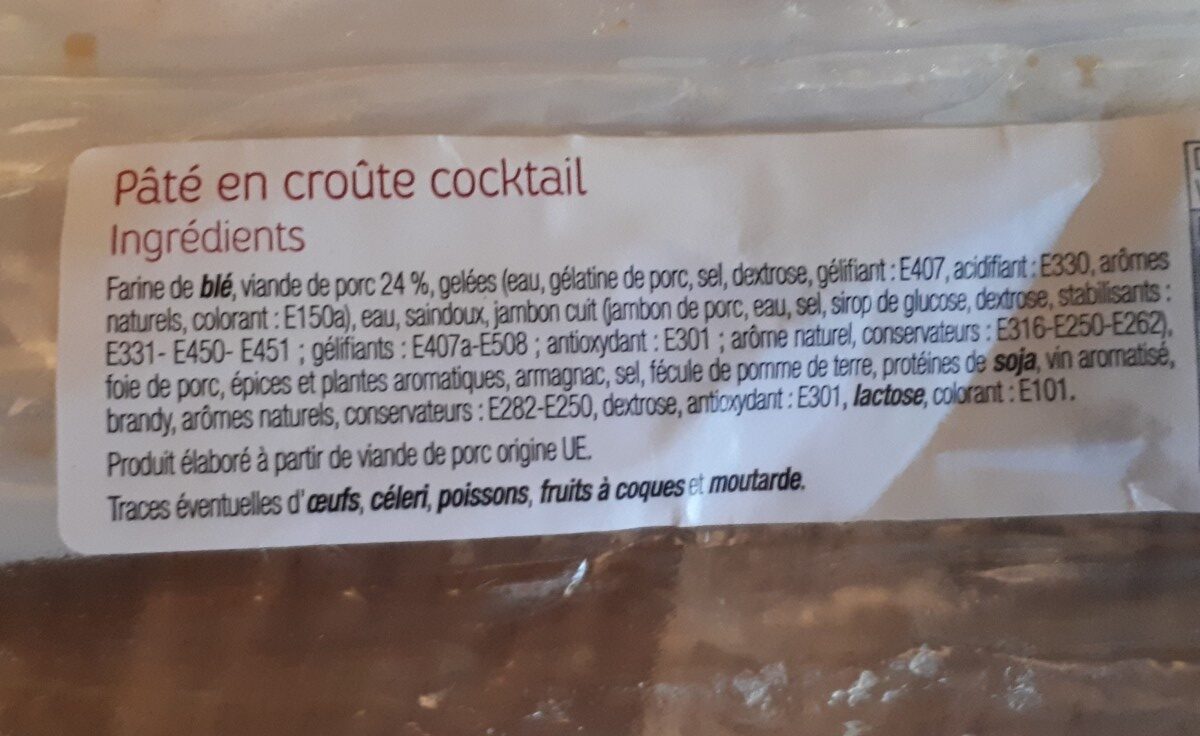 Pâté en croûte cocktail
Ingrédients
Farine de blé, viande de porc 24 %, gelées (eau, gélatine de porc, sel, dextrose, gélifiant : E407, acidifiant : E330, arômes
naturels, colorant : E150a), eau, saindoux, jambon cuit (jambon de porc, eau, sel, sirop de glucose, dextrose, stabilisants :
E331- E450- E451 ; gélifiants : E407a-E508 ; antioxydant : E301 ; arôme naturel, conservateurs : E316-E250-E262),
foie de porc, épices et plantes aromatiques, armagnac, sel, fécule de pomme de terre, protéines de soja, vin aromatisé,
brandy, arômes naturels, conservateurs : E282-E250, dextrose, antioxydant : E301, lactose, colorant : E101.
Produit élaboré à partir de viande de porc origine UE.
Traces éventuelles d'œufs, céleri, poissons, fruits à coques et moutarde.